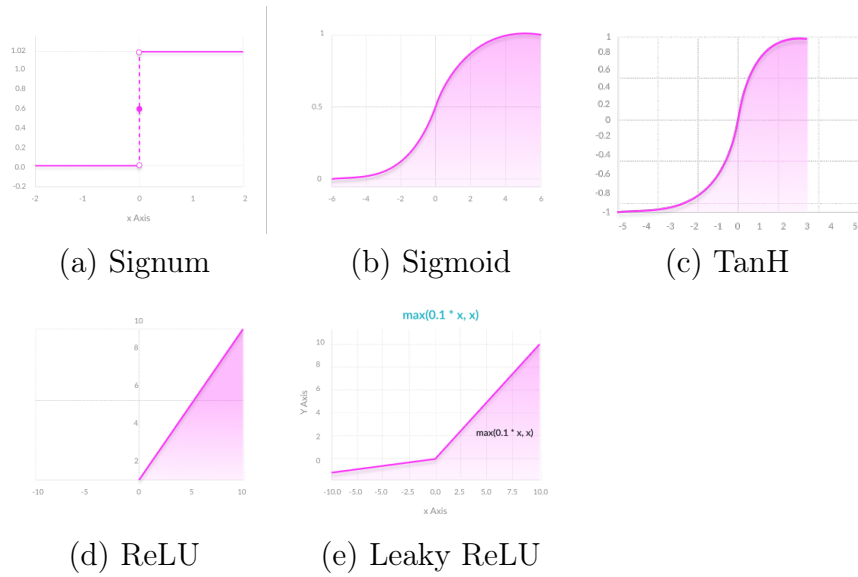 1.02
1.0
0.8
0.6
0.4
0.2
0.0
-0.2
-2 -1 0 1 2
x Axis
(a) Signum
1
0.5
0
-6 -4 -2 0 2 4 6
(b) Sigmoid
1
0.8
0.6
0.4
0.2
0
-0.2
-0.4
-0.6
-0.8
-1
-5 -5 -2 -1 -1 0 1 2 3 4 5
(c) TanH
10
8
6
4
2
-10 -5 0 5 10
(d) ReLU
max(0.1 * x, x)
10
8
6
4
2
0
Y Axis
max(0.1 * x, x)
-10.0 -7.5 -5.0 -2.5 0.0 2.5 5.0 7.5 10.0
x Axis
(e) Leaky ReLU